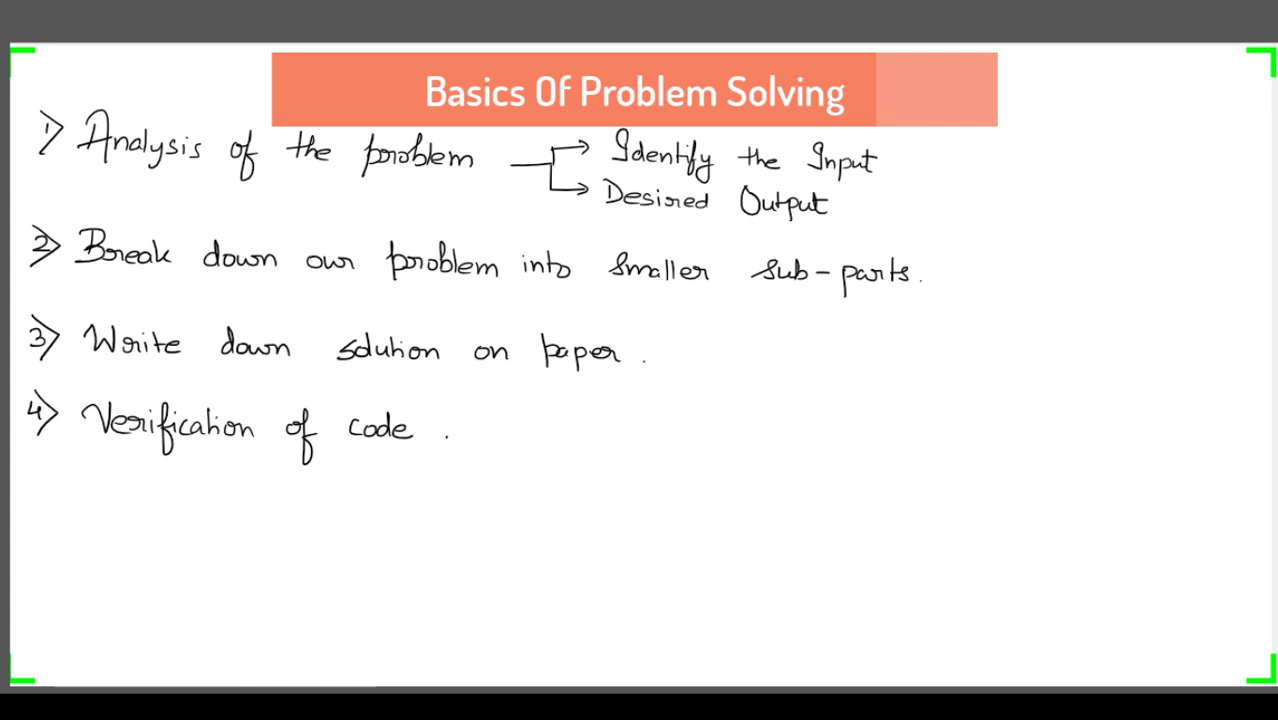 Basics Of Problem Solving
1) Analysis of the problem → Identify the Input
→ Desired Output
2) Break down our problem into smaller sub-parts.
3) Write down solution on paper.
4) Verification of code.